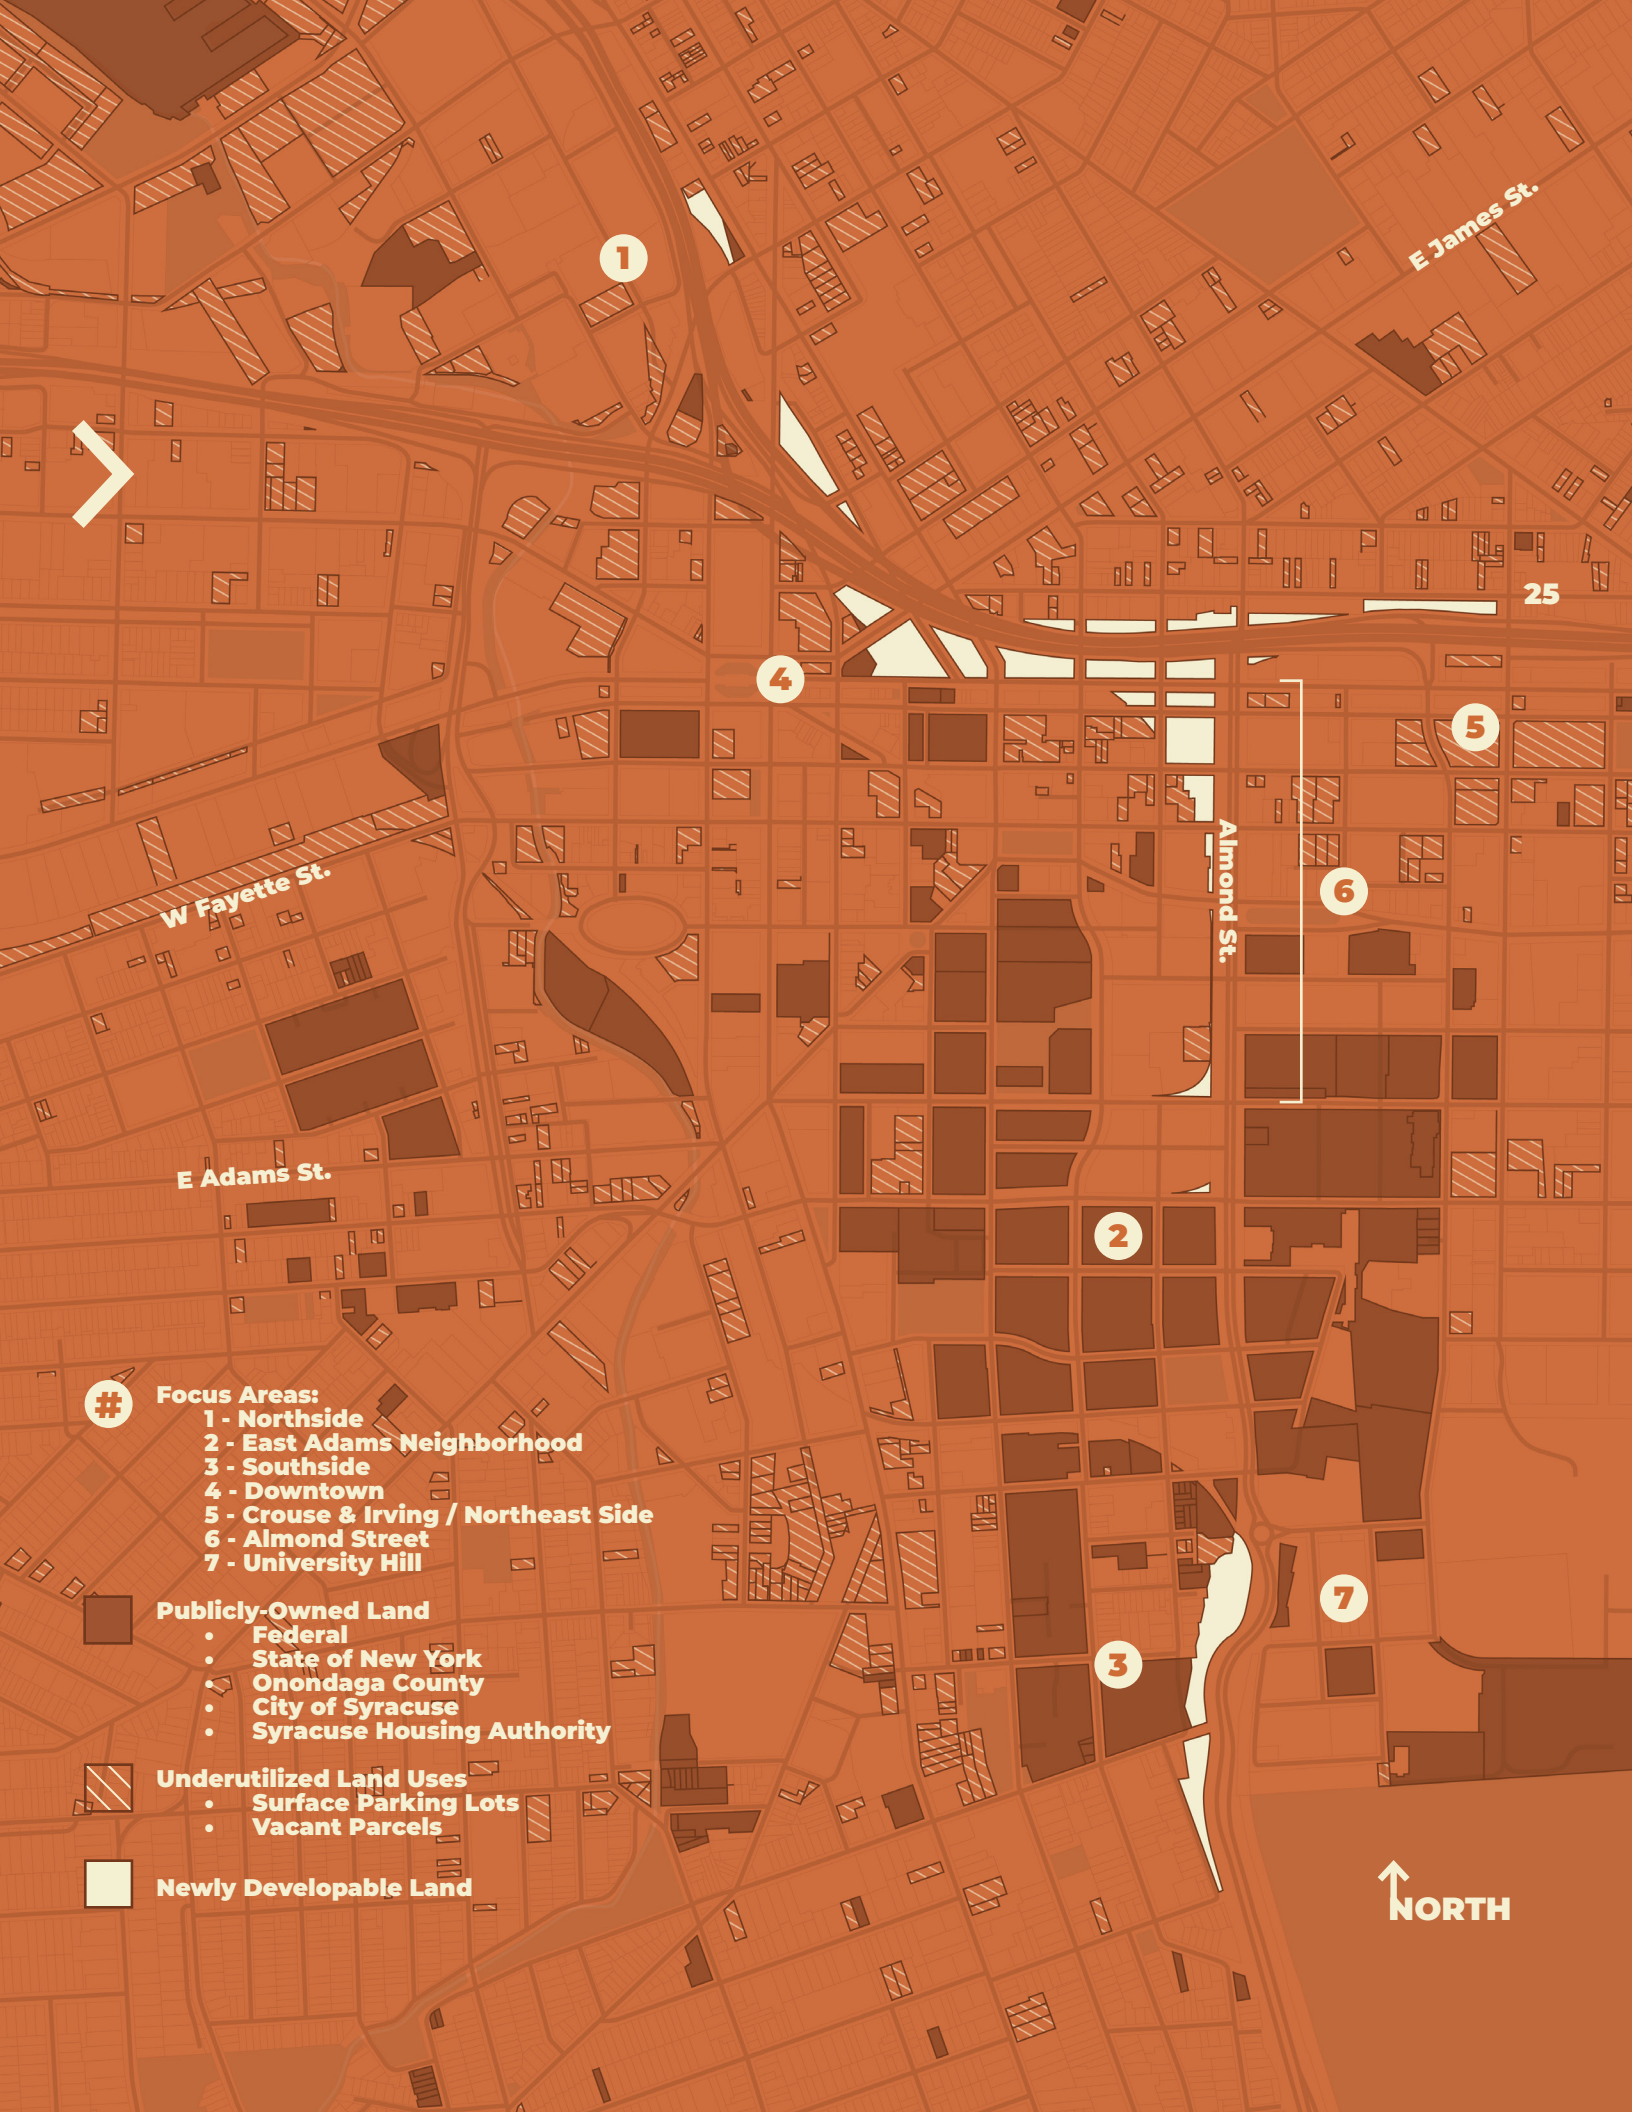 E James St.
1
25
4
5
Almond St.
6
W Fayette St.
E Adams St.
2
# Focus Areas:
1 - Northside
2 - East Adams Neighborhood
3 - Southside
4 - Downtown
5 - Crouse & Irving / Northeast Side
6 - Almond Street
7 - University Hill
7
Publicly-Owned Land
• Federal
• State of New York
• Onondaga County
• City of Syracuse
• Syracuse Housing Authority
3
Underutilized Land Uses
• Surface Parking Lots
• Vacant Parcels
Newly Developable Land
NORTH